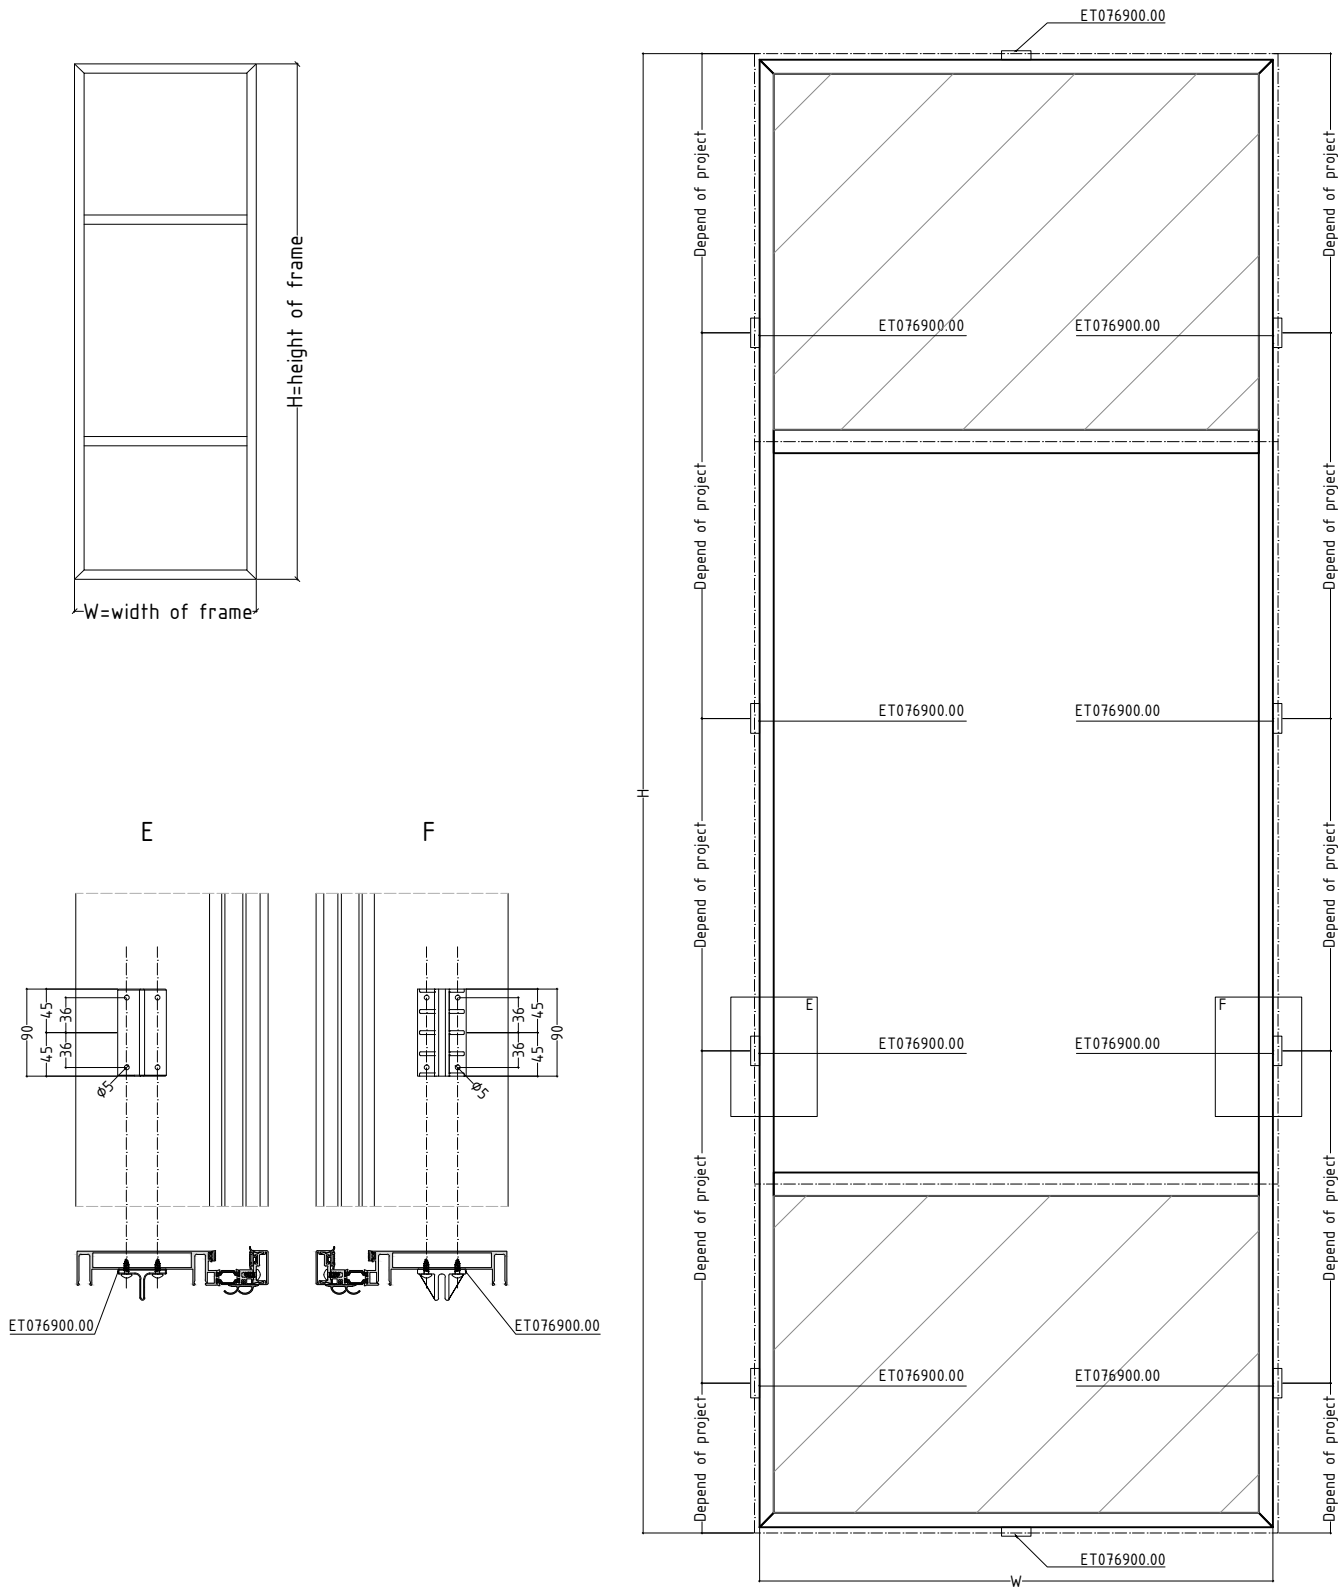 ET076900.00
H=height of frame
W=width of frame
Depend of project
Depend of project
ET076900.00
ET076900.00
Depend of project
Depend of project
ET076900.00
ET076900.00
H
E
F
Depend of project
Depend of project
E
F
ET076900.00
ET076900.00
90
45
45
36
36
ø5
36
36
45
45
90
ø5
Depend of project
Depend of project
ET076900.00
ET076900.00
ET076900.00
ET076900.00
Depend of project
Depend of project
ET076900.00
W